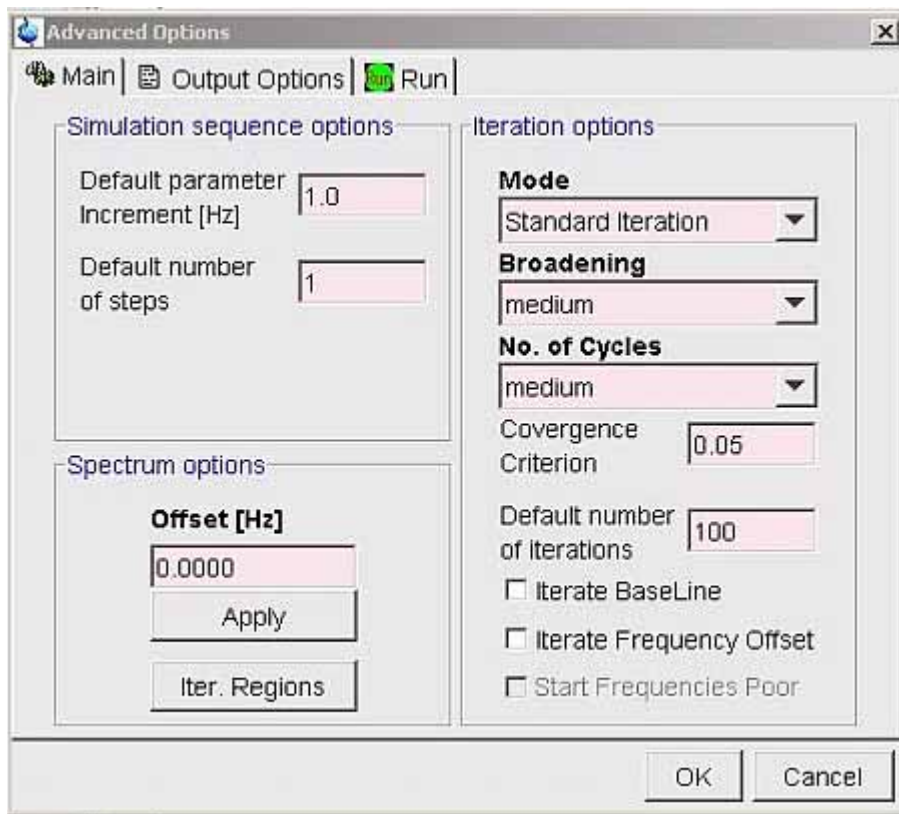 Advanced Options
Main
Output Options
Run
Run
Simulation sequence options
Default parameter
Increment [Hz]
1.0
Default number
of steps
1
Spectrum options
Offset [Hz]
0.0000
Apply
Iter. Regions
Iteration options
Mode
Standard Iteration
Broadening
medium
No. of Cycles
medium
Covergence
Criterion
0.05
Default number
of Iterations
100
Iterate BaseLine
Iterate Frequency Offset
Start Frequencies Poor
OK
Cancel